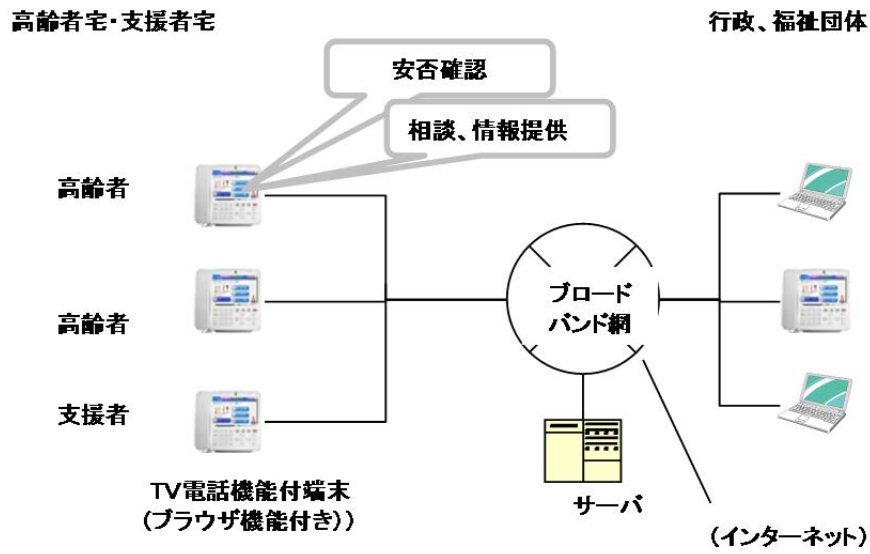 高齢者宅・支援者宅
行政、福祉団体
安否確認
相談、情報提供
高齢者
高齢者
支援者
ブロード
バンド網
サーバ
TV電話機能付端末
(ブラウザ機能付き))
(インターネット)